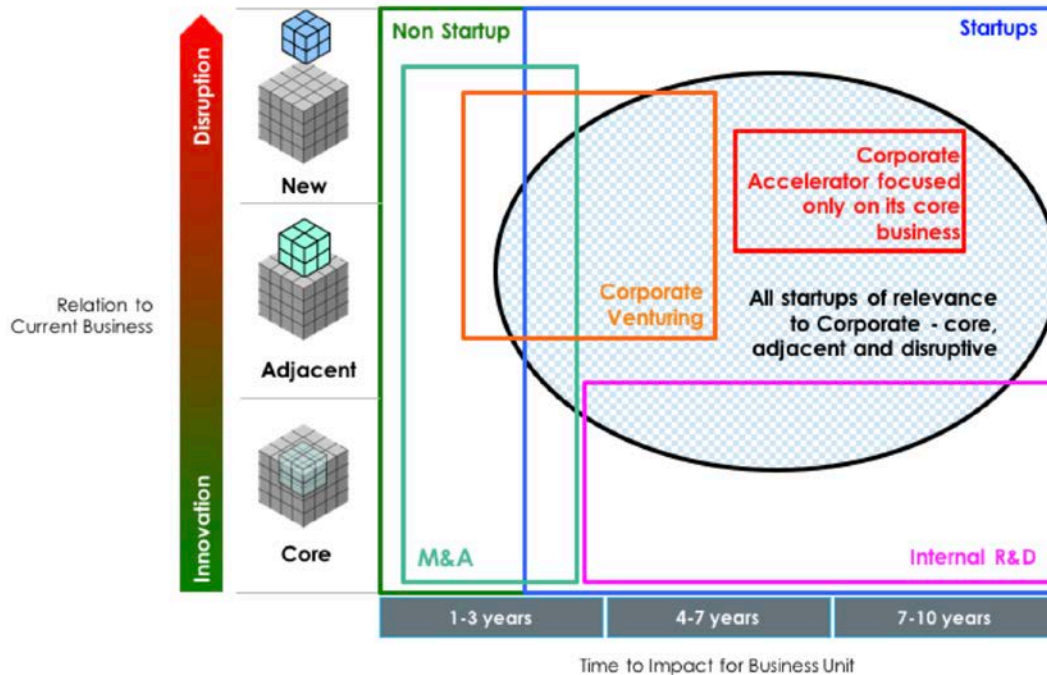 Disruption
Innovation
Relation to
Current Business
New
Adjacent
Core
Non Startup
Startups
Corporate
Accelerator focused
only on its core
business
Corporate
Venturing
All startups of relevance
to Corporate - core,
adjacent and disruptive
M&A
Internal R&D
1-3 years
4-7 years
7-10 years
Time to Impact for Business Unit